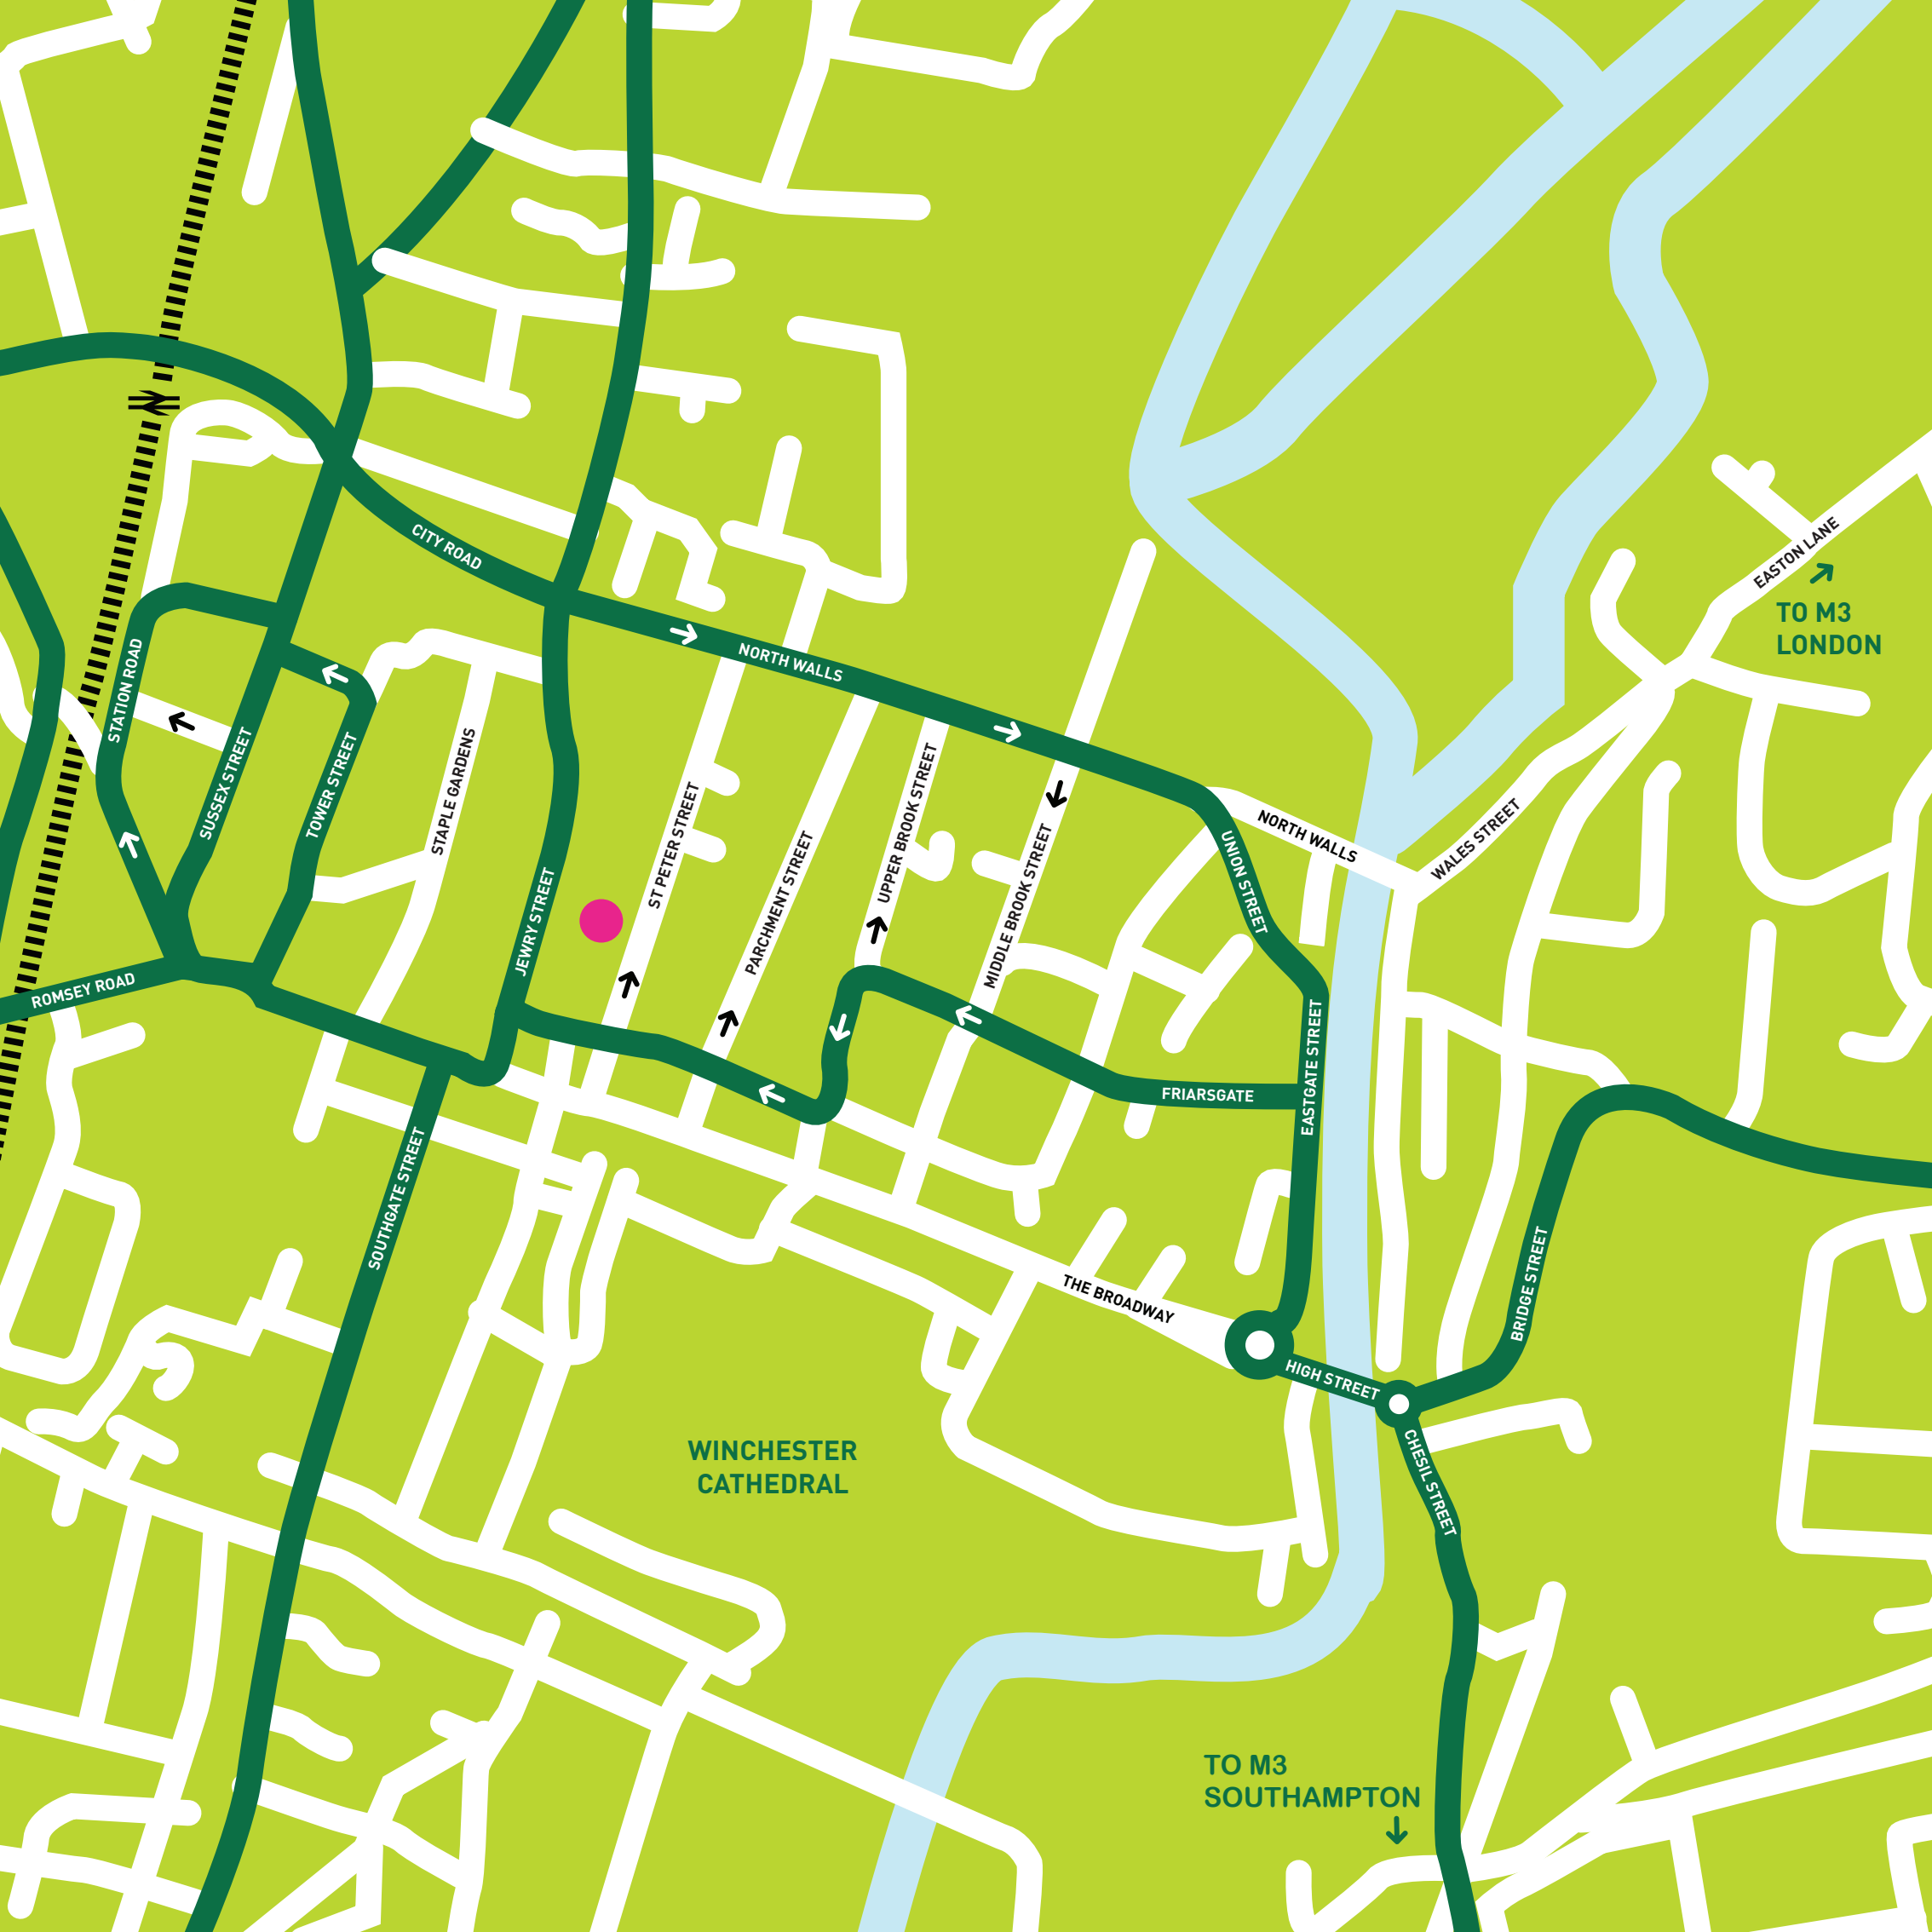 CITY ROAD
EASTON LANE
TO M3
LONDON
NORTH WALLS
STATION ROAD
SUSSEX STREET
TOWER STREET
STAPLE GARDENS
ST PETER STREET
PARCHMENT STREET
UPPER BROOK STREET
MIDDLE BROOK STREET
UNION STREET
NORTH WALLS
WALES STREET
JEWRY STREET
ROMSEY ROAD
FRIARSGATE
EASTGATE STREET
SOUTHGATE STREET
THE BROADWAY
BRIDGE STREET
HIGH STREET
CHESIL STREET
WINCHESTER
CATHEDRAL
TO M3
SOUTHAMPTON